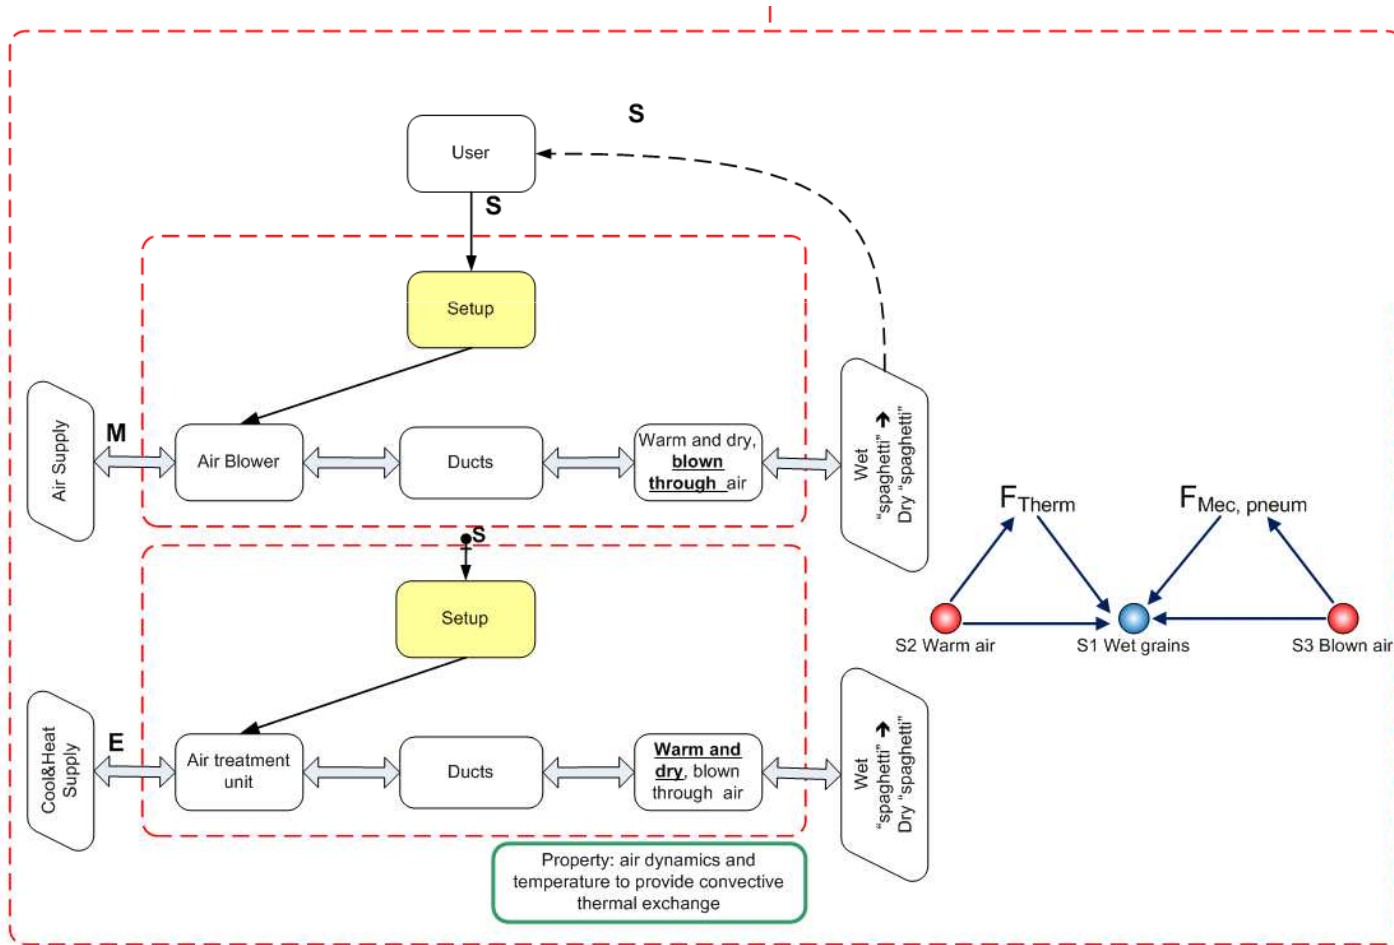 S
User
S
Setup
Air Supply
M
Air Blower
Ducts
Warm and dry,
blown
through air
Wet
“spaghetti” ➔
Dry “spaghetti”
S
Setup
Cool&Heat
Supply
E
Air treatment
unit
Ducts
Warm and
dry, blown
through air
Wet
“spaghetti” ➔
Dry “spaghetti”
Property: air dynamics and
temperature to provide convective
thermal exchange
FTherm
FMec, pneum
S2 Warm air
S1 Wet grains
S3 Blown air